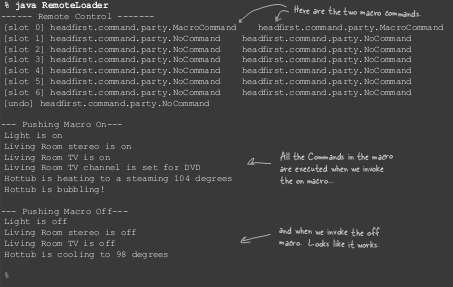 % java RemoteLoader
------ Remote Control -------
Here are the two macro commands.
[slot 0] headfirst.command.party.MacroCommand headfirst.command.party.MacroCommand
[slot 1] headfirst.command.party.NoCommand headfirst.command.party.NoCommand
[slot 2] headfirst.command.party.NoCommand headfirst.command.party.NoCommand
[slot 3] headfirst.command.party.NoCommand headfirst.command.party.NoCommand
[slot 4] headfirst.command.party.NoCommand headfirst.command.party.NoCommand
[slot 5] headfirst.command.party.NoCommand headfirst.command.party.NoCommand
[slot 6] headfirst.command.party.NoCommand headfirst.command.party.NoCommand
[undo] headfirst.command.party.NoCommand
--- Pushing Macro On---
Light is on
Living Room stereo is on
Living Room TV is on
Living Room TV channel is set for DVD
Hottub is heating to a steaming 104 degrees
Hottub is bubbling!
All the Commands in the macro
are executed when we invoke
the on macro...
--- Pushing Macro Off---
Light is off
Living Room stereo is off
Living Room TV is off
Hottub is cooling to 98 degrees
and when we invoke the off
macro. Looks like it works.
%